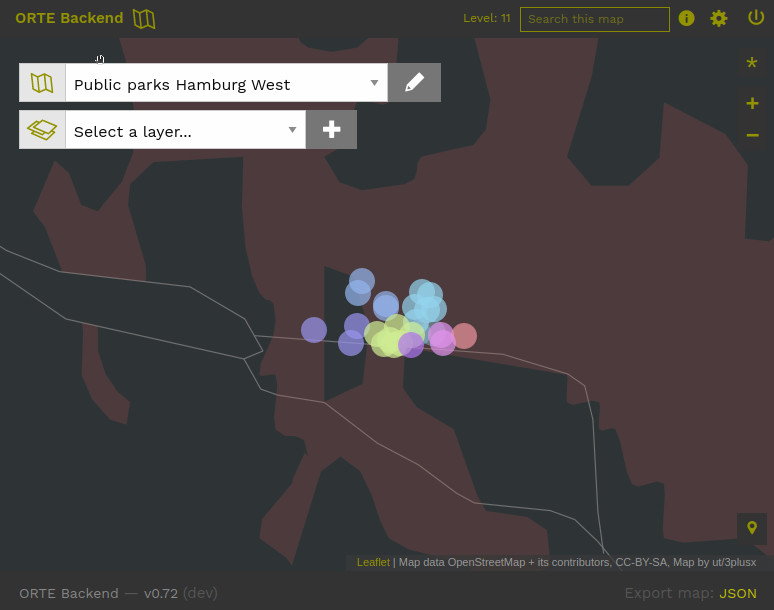 ORTE Backend
Level: 11
Search this map
Public parks Hamburg West
Select a layer...
Leaflet | Map data OpenStreetMap + its contributors, CC-BY-SA, Map by ut/3plusx
ORTE Backend — v0.72 (dev)
Export map: JSON